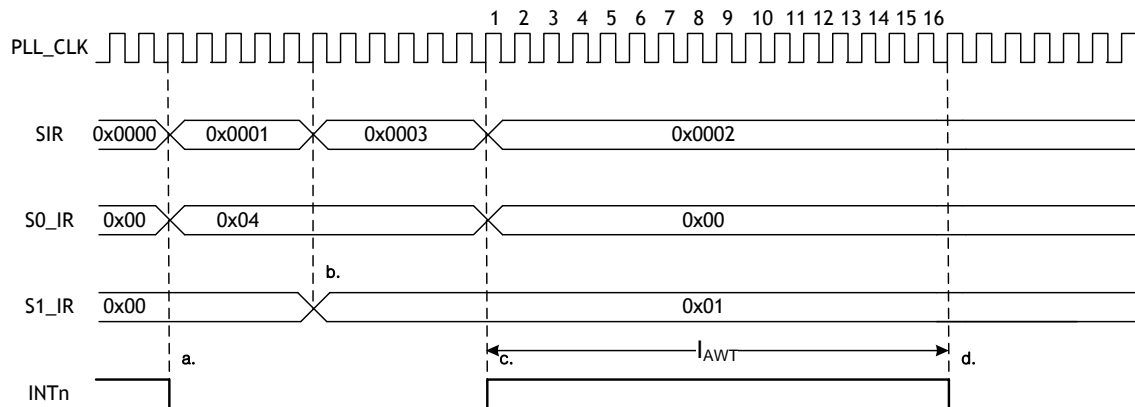 1 2 3 4 5 6 7 8 9 10 11 12 13 14 15 16
PLL_CLK
SIR 0x0000 0x0001 0x0003 0x0002
S0_IR 0x00 0x04 0x00
b.
S1_IR 0x00 0x01
a. c. IAWT d.
INTn